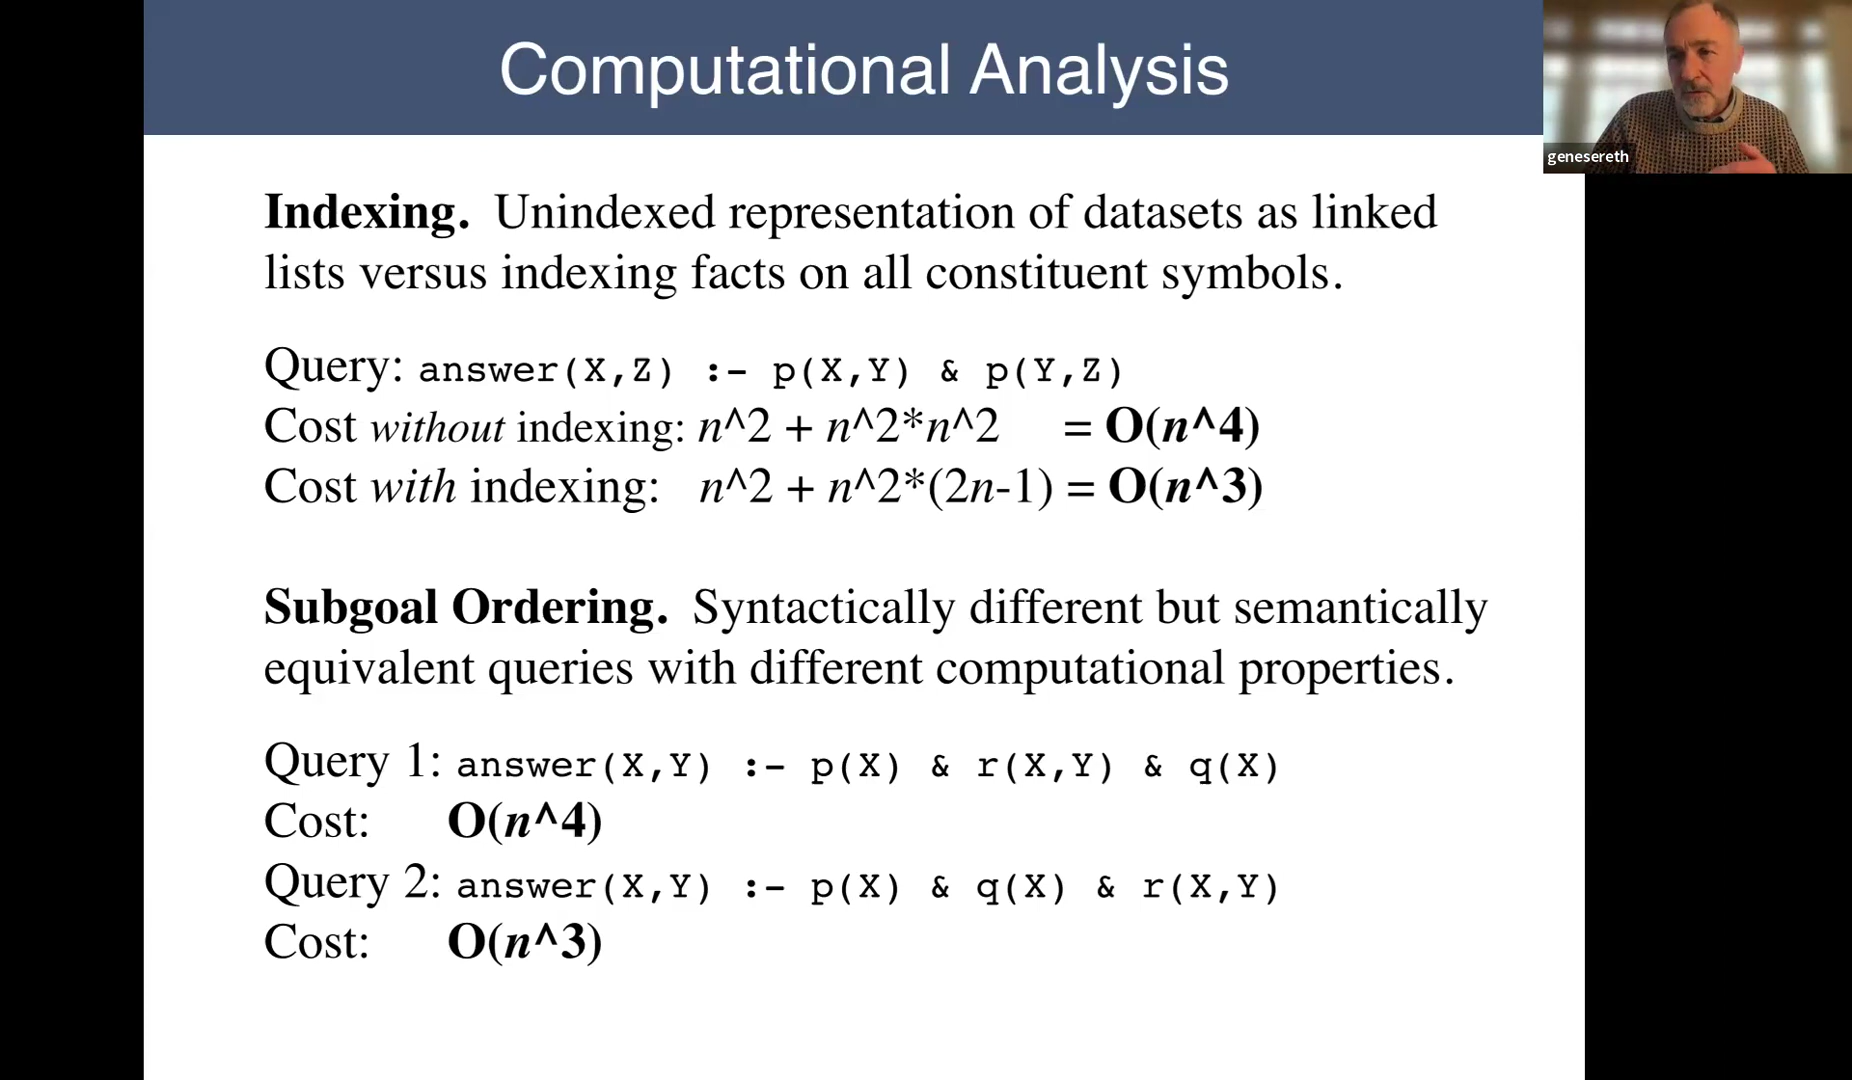 Computational Analysis
genesereth
Indexing. Unindexed representation of datasets as linked
lists versus indexing facts on all constituent symbols.
Query: answer(X,Z) :- p(X,Y) & p(Y,Z)
Cost without indexing: n^2 + n^2*n^2 = O(n^4)
Cost with indexing: n^2 + n^2*(2n-1) = O(n^3)
Subgoal Ordering. Syntactically different but semantically
equivalent queries with different computational properties.
Query 1: answer(X,Y) :- p(X) & r(X,Y) & q(X)
Cost: O(n^4)
Query 2: answer(X,Y) :- p(X) & q(X) & r(X,Y)
Cost: O(n^3)